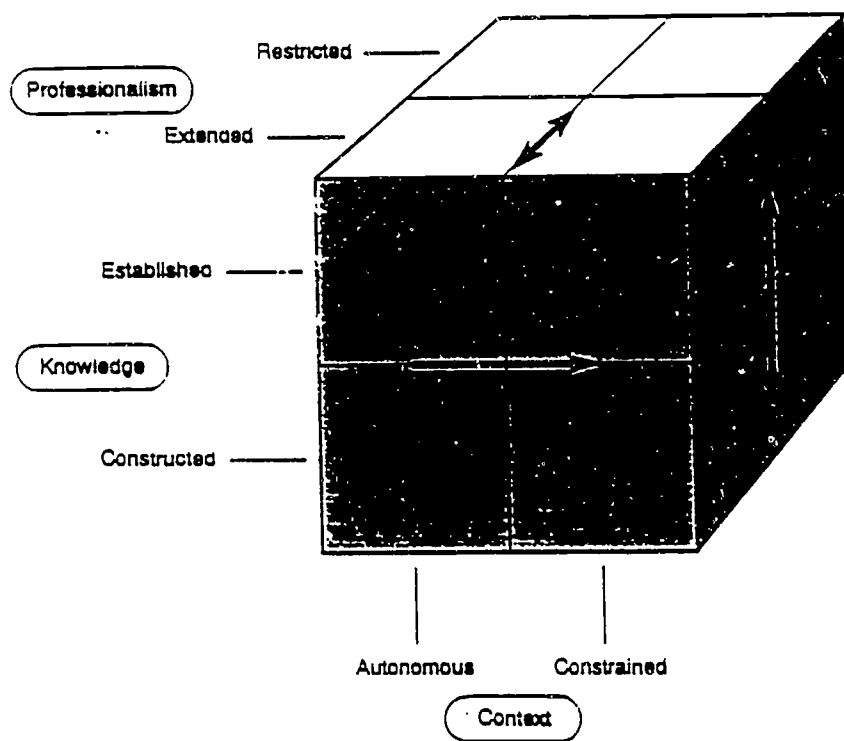 Restricted
Professionalism
Extended
Established
Knowledge
Constructed
Autonomous Constrained
Context